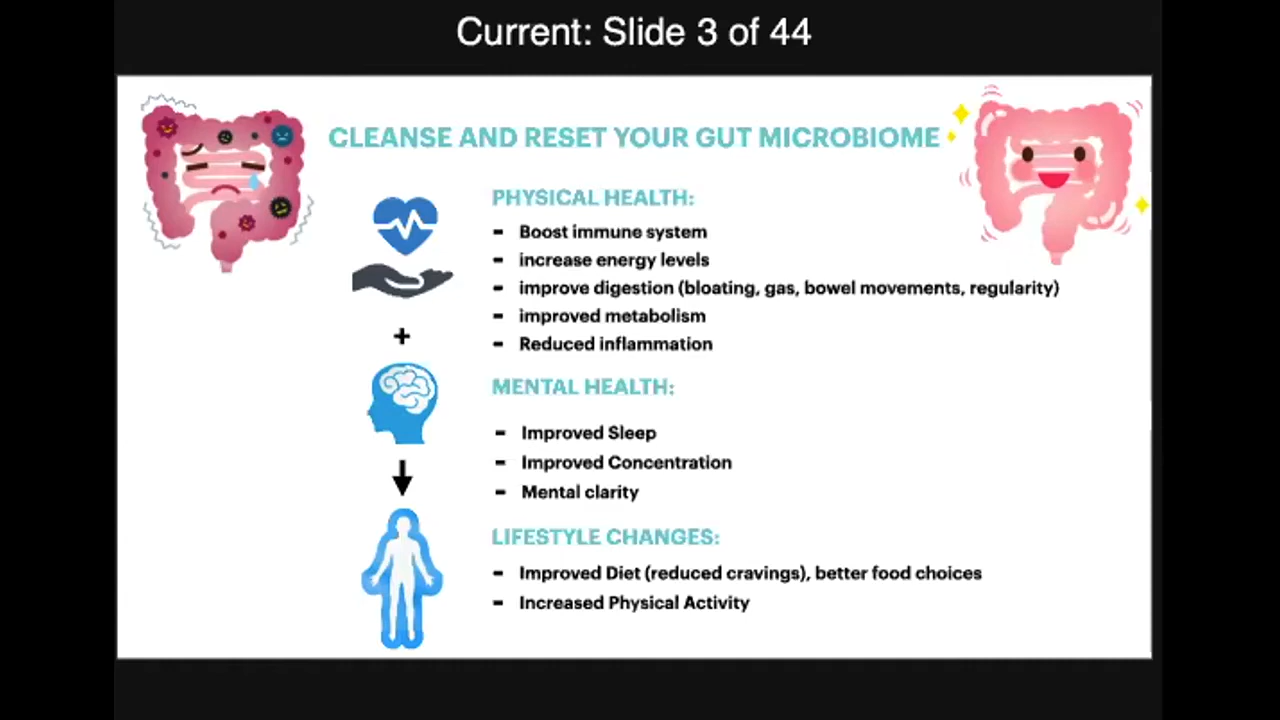 Current: Slide 3 of 44
CLEANSE AND RESET YOUR GUT MICROBIOME
PHYSICAL HEALTH:
- Boost immune system
- increase energy levels
- improve digestion (bloating, gas, bowel movements, regularity)
- improved metabolism
- Reduced inflammation
+
MENTAL HEALTH:
- Improved Sleep
- Improved Concentration
- Mental clarity
LIFESTYLE CHANGES:
- Improved Diet (reduced cravings), better food choices
- Increased Physical Activity